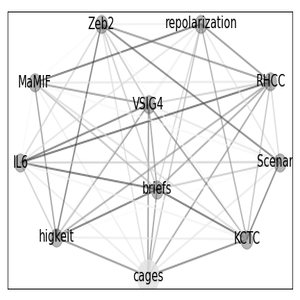 Zeb2
repolarization
MaMIF
RHCC
VSIG4
IL6
Scenar
briefs
higkeit
KCTC
cages